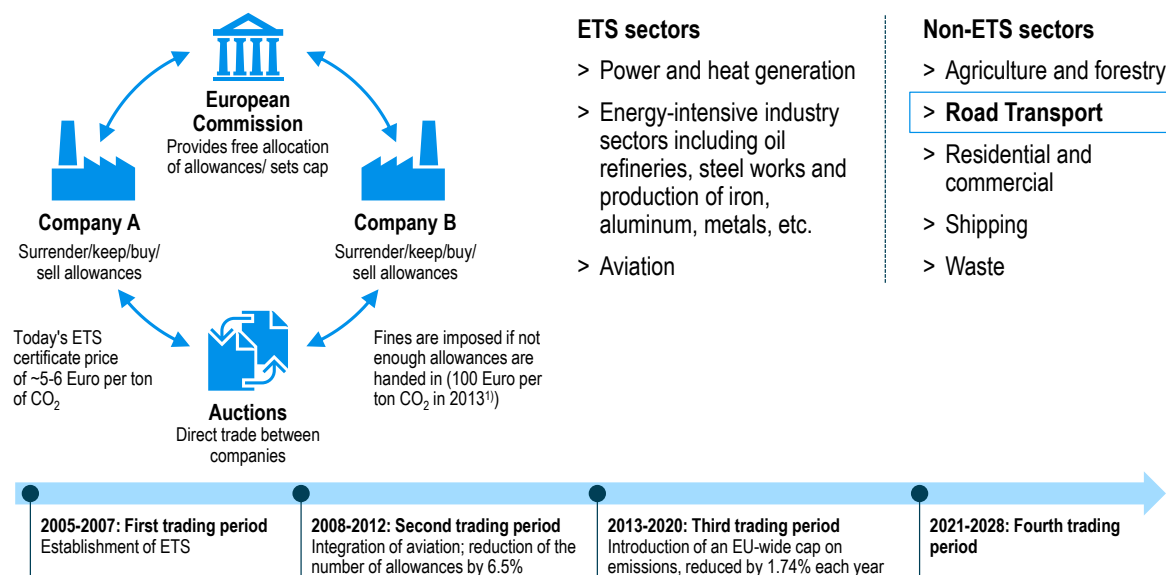 European
Commission
Provides free allocation
of allowances/ sets cap
Company A
Surrender/keep/buy/
sell allowances
Company B
Surrender/keep/buy/
sell allowances
Today's ETS
certificate price
of ~5-6 Euro per ton
of CO₂
Fines are imposed if not
enough allowances are
handed in (100 Euro per
ton CO₂ in 2013¹⁾)
Auctions
Direct trade between
companies
ETS sectors
> Power and heat generation
> Energy-intensive industry
sectors including oil
refineries, steel works and
production of iron,
aluminum, metals, etc.
> Aviation
Non-ETS sectors
> Agriculture and forestry
> Road Transport
> Residential and
commercial
> Shipping
> Waste
2005-2007: First trading period
Establishment of ETS
2008-2012: Second trading period
Integration of aviation; reduction of the
number of allowances by 6.5%
2013-2020: Third trading period
Introduction of an EU-wide cap on
emissions, reduced by 1.74% each year
2021-2028: Fourth trading
period